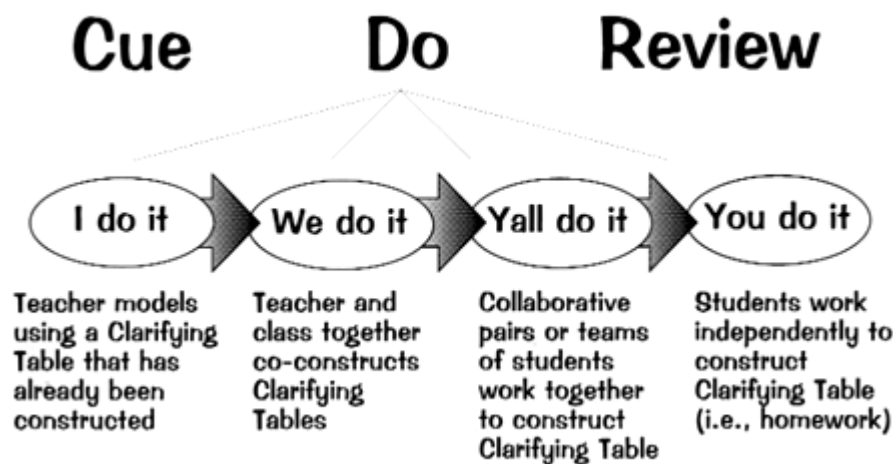 Cue Do Review
I do it We do it Yall do it You do it
Teacher models
using a Clarifying
Table that has
already been
constructed
Teacher and
class together
co-constructs
Clarifying
Tables
Collaborative
pairs or teams
of students
work together
to construct
Clarifying Table
Students work
independently to
construct
Clarifying Table
(i.e., homework)